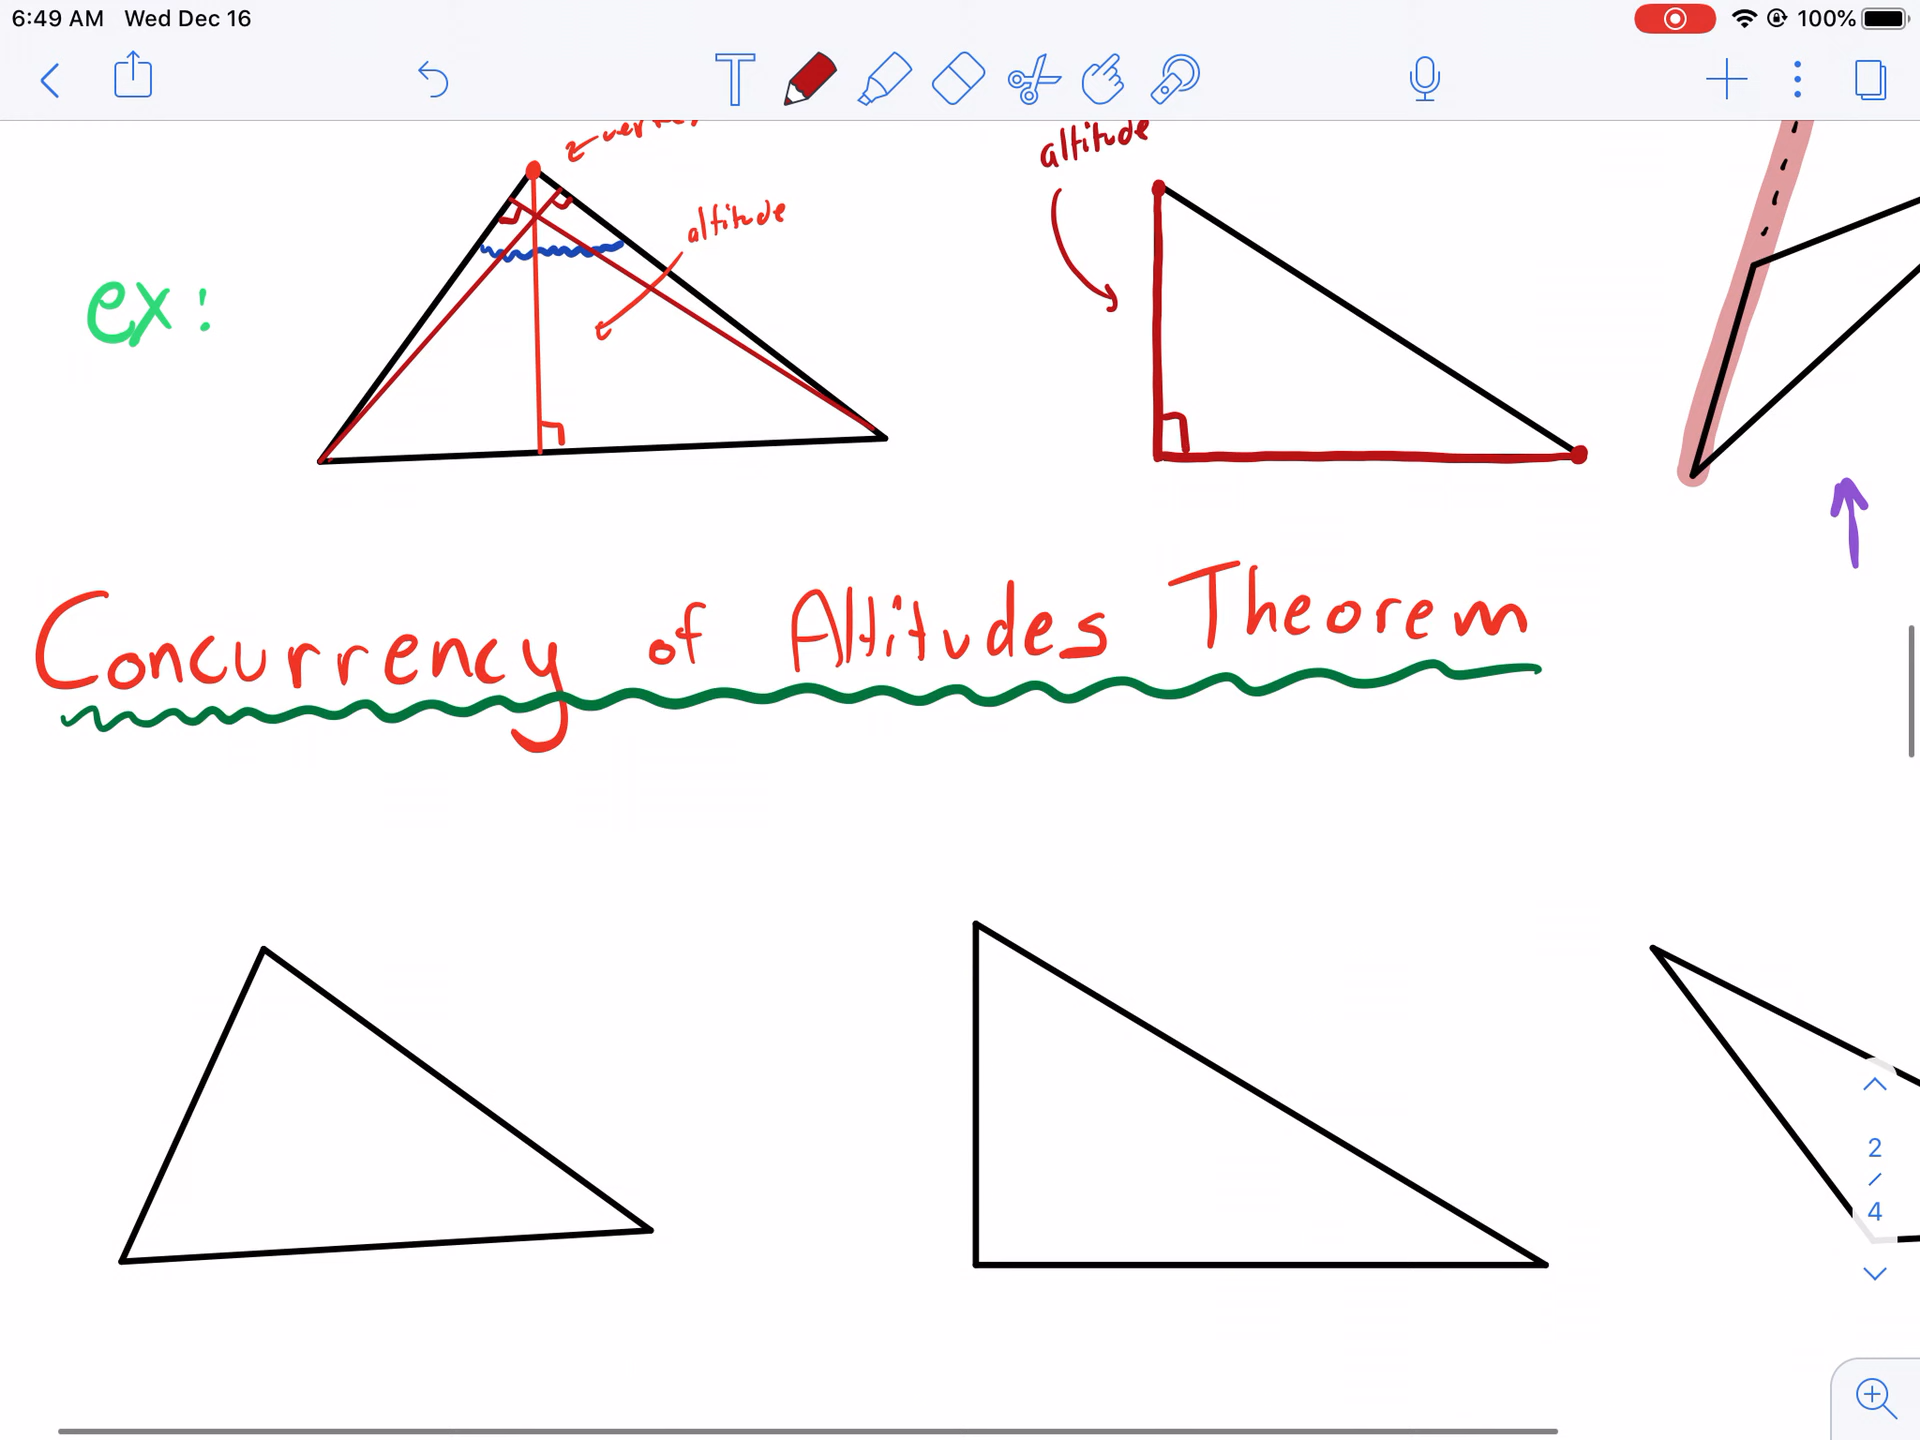 6:49 AM Wed Dec 16
100%
altitude
altitude
ex:
Concurrency of Altitudes Theorem
2
/
4